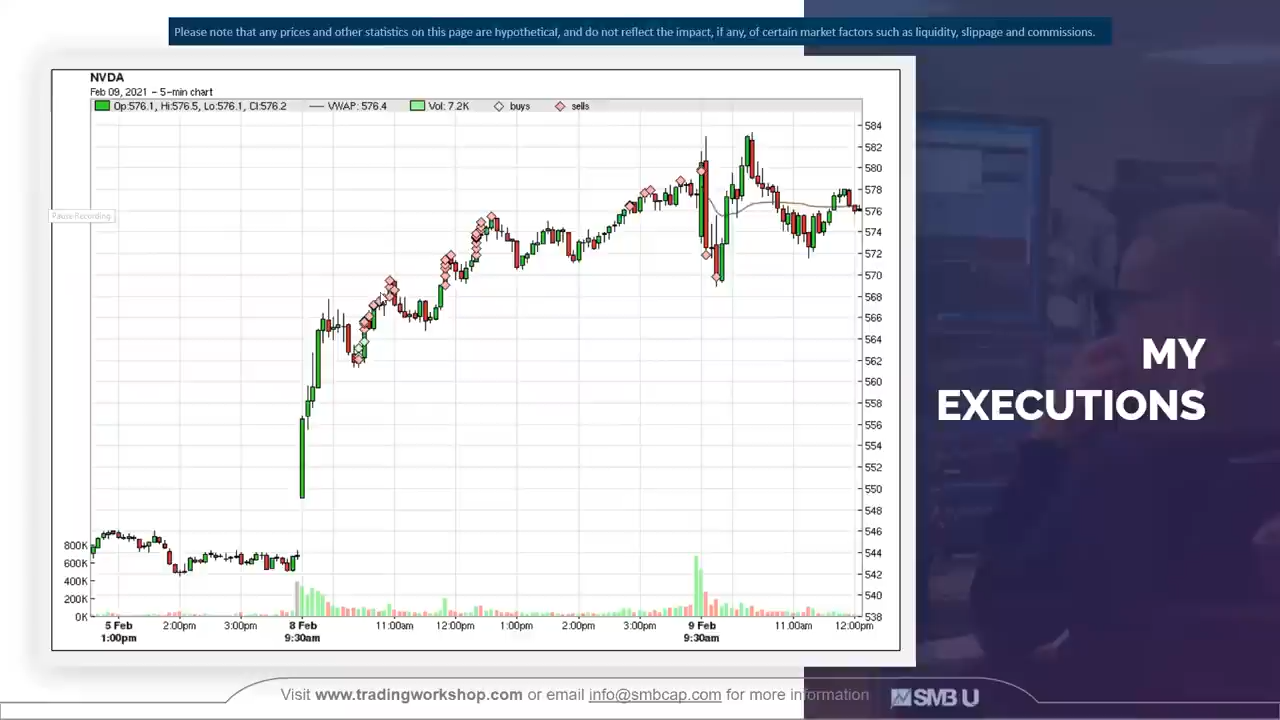 Please note that any prices and other statistics on this page are hypothetical, and do not reflect the impact, if any, of certain market factors such as liquidity, slippage and commissions.
NVDA
Feb 09, 2021 - 5-min chart
Op:576.1, Hi:576.5, Lo:576.1, Cl:576.2 VWAP: 576.4 Vol: 7.2K buys sells
584
582
580
578
576
574
572
570
568
566
564
562
560
558
556
554
552
550
548
546
544
542
540
538
Pause Recording
800K
600K
400K
200K
0K
5 Feb 2:00pm 3:00pm 8 Feb 11:00am 12:00pm 1:00pm 2:00pm 3:00pm 9 Feb 11:00am 12:00pm
1:00pm 9:30am 9:30am
MY
EXECUTIONS
Visit www.tradingworkshop.com or email info@smbcap.com for more information
SMB U